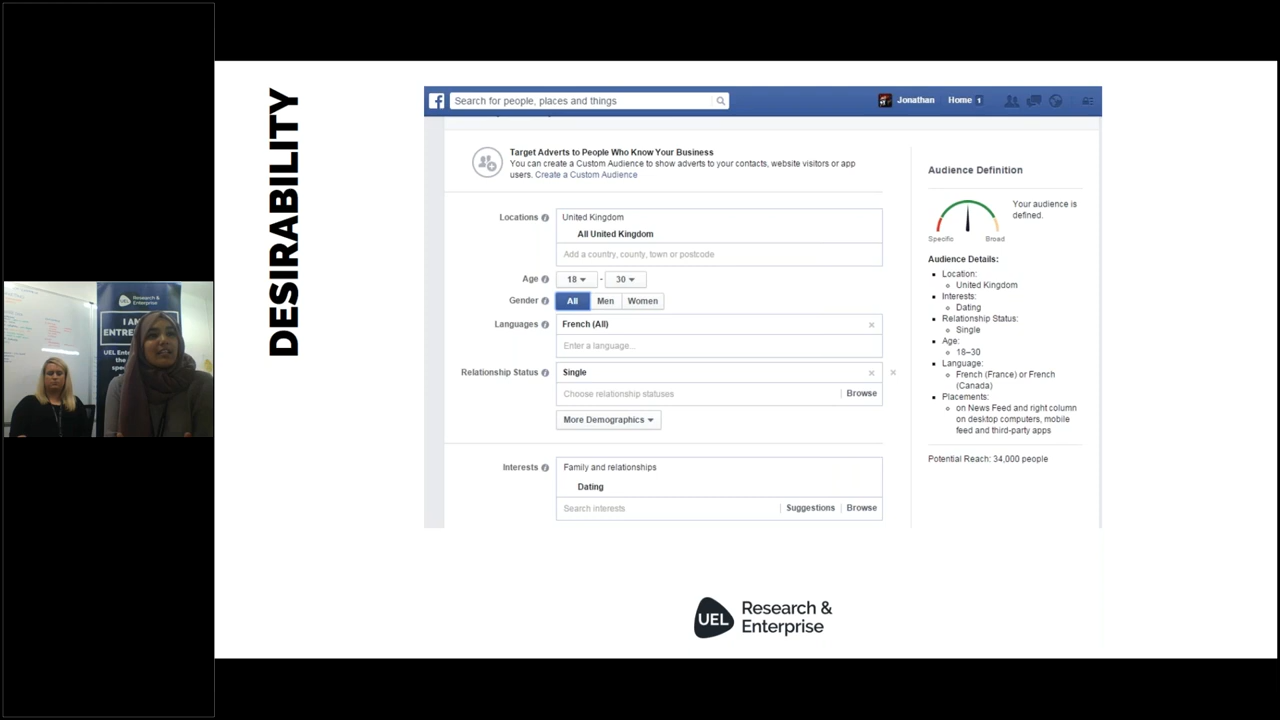 DESIRABILITY
Search for people, places and things
Jonathan
Home 1
Target Adverts to People Who Know Your Business
You can create a Custom Audience to show adverts to your contacts, website visitors or app
users. Create a Custom Audience
Locations
United Kingdom
All United Kingdom
Add a country, county, town or postcode
Age
18 - 30
Gender
All Men Women
Languages
French (All)
Enter a language...
Relationship Status
Single
Choose relationship statuses
Browse
More Demographics
Interests
Family and relationships
Dating
Search interests
Suggestions Browse
Audience Definition
Your audience is
defined.
Specific Broad
Audience Details:
Location:
United Kingdom
Interests:
Dating
Relationship Status:
Single
Age:
18–30
Language:
French (France) or French
(Canada)
Placements:
on News Feed and right column
on desktop computers, mobile
feed and third-party apps
Potential Reach: 34,000 people
Research &
Enterprise
I AM
UEL
Research &
Enterprise